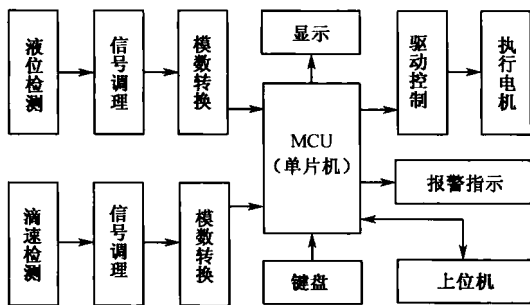 液位检测
信号调理
模数转换
显示
驱动控制
执行电机
MCU
（单片机）
报警指示
滴速检测
信号调理
模数转换
键盘
上位机